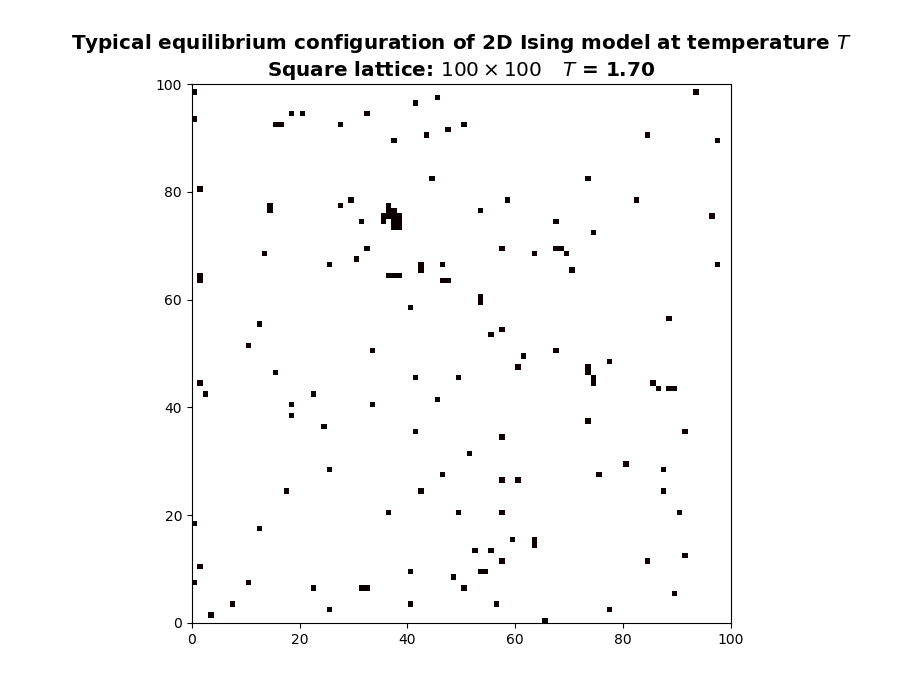 Typical equilibrium configuration of 2D Ising model at temperature T
Square lattice: 100 × 100 T = 1.70
100
80
60
40
20
0
0 20 40 60 80 100